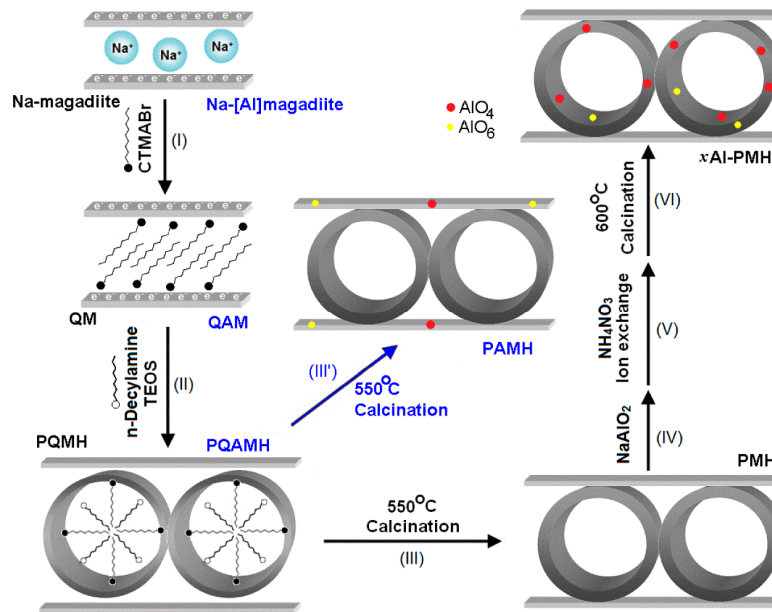 Na⁺ Na⁺ Na⁺
Na-magadiite
Na-[Al]magadiite
CTMABr
(I)
QM
QAM
n-Decylamine
TEOS
(II)
PQMH
PQAMH
(III')
550°C
Calcination
PAMH
550°C
Calcination
(III)
PMH
NaAlO₂
(IV)
NH₄NO₃
Ion exchange
(V)
600°C
Calcination
(VI)
xAl-PMH
AlO₄
AlO₆